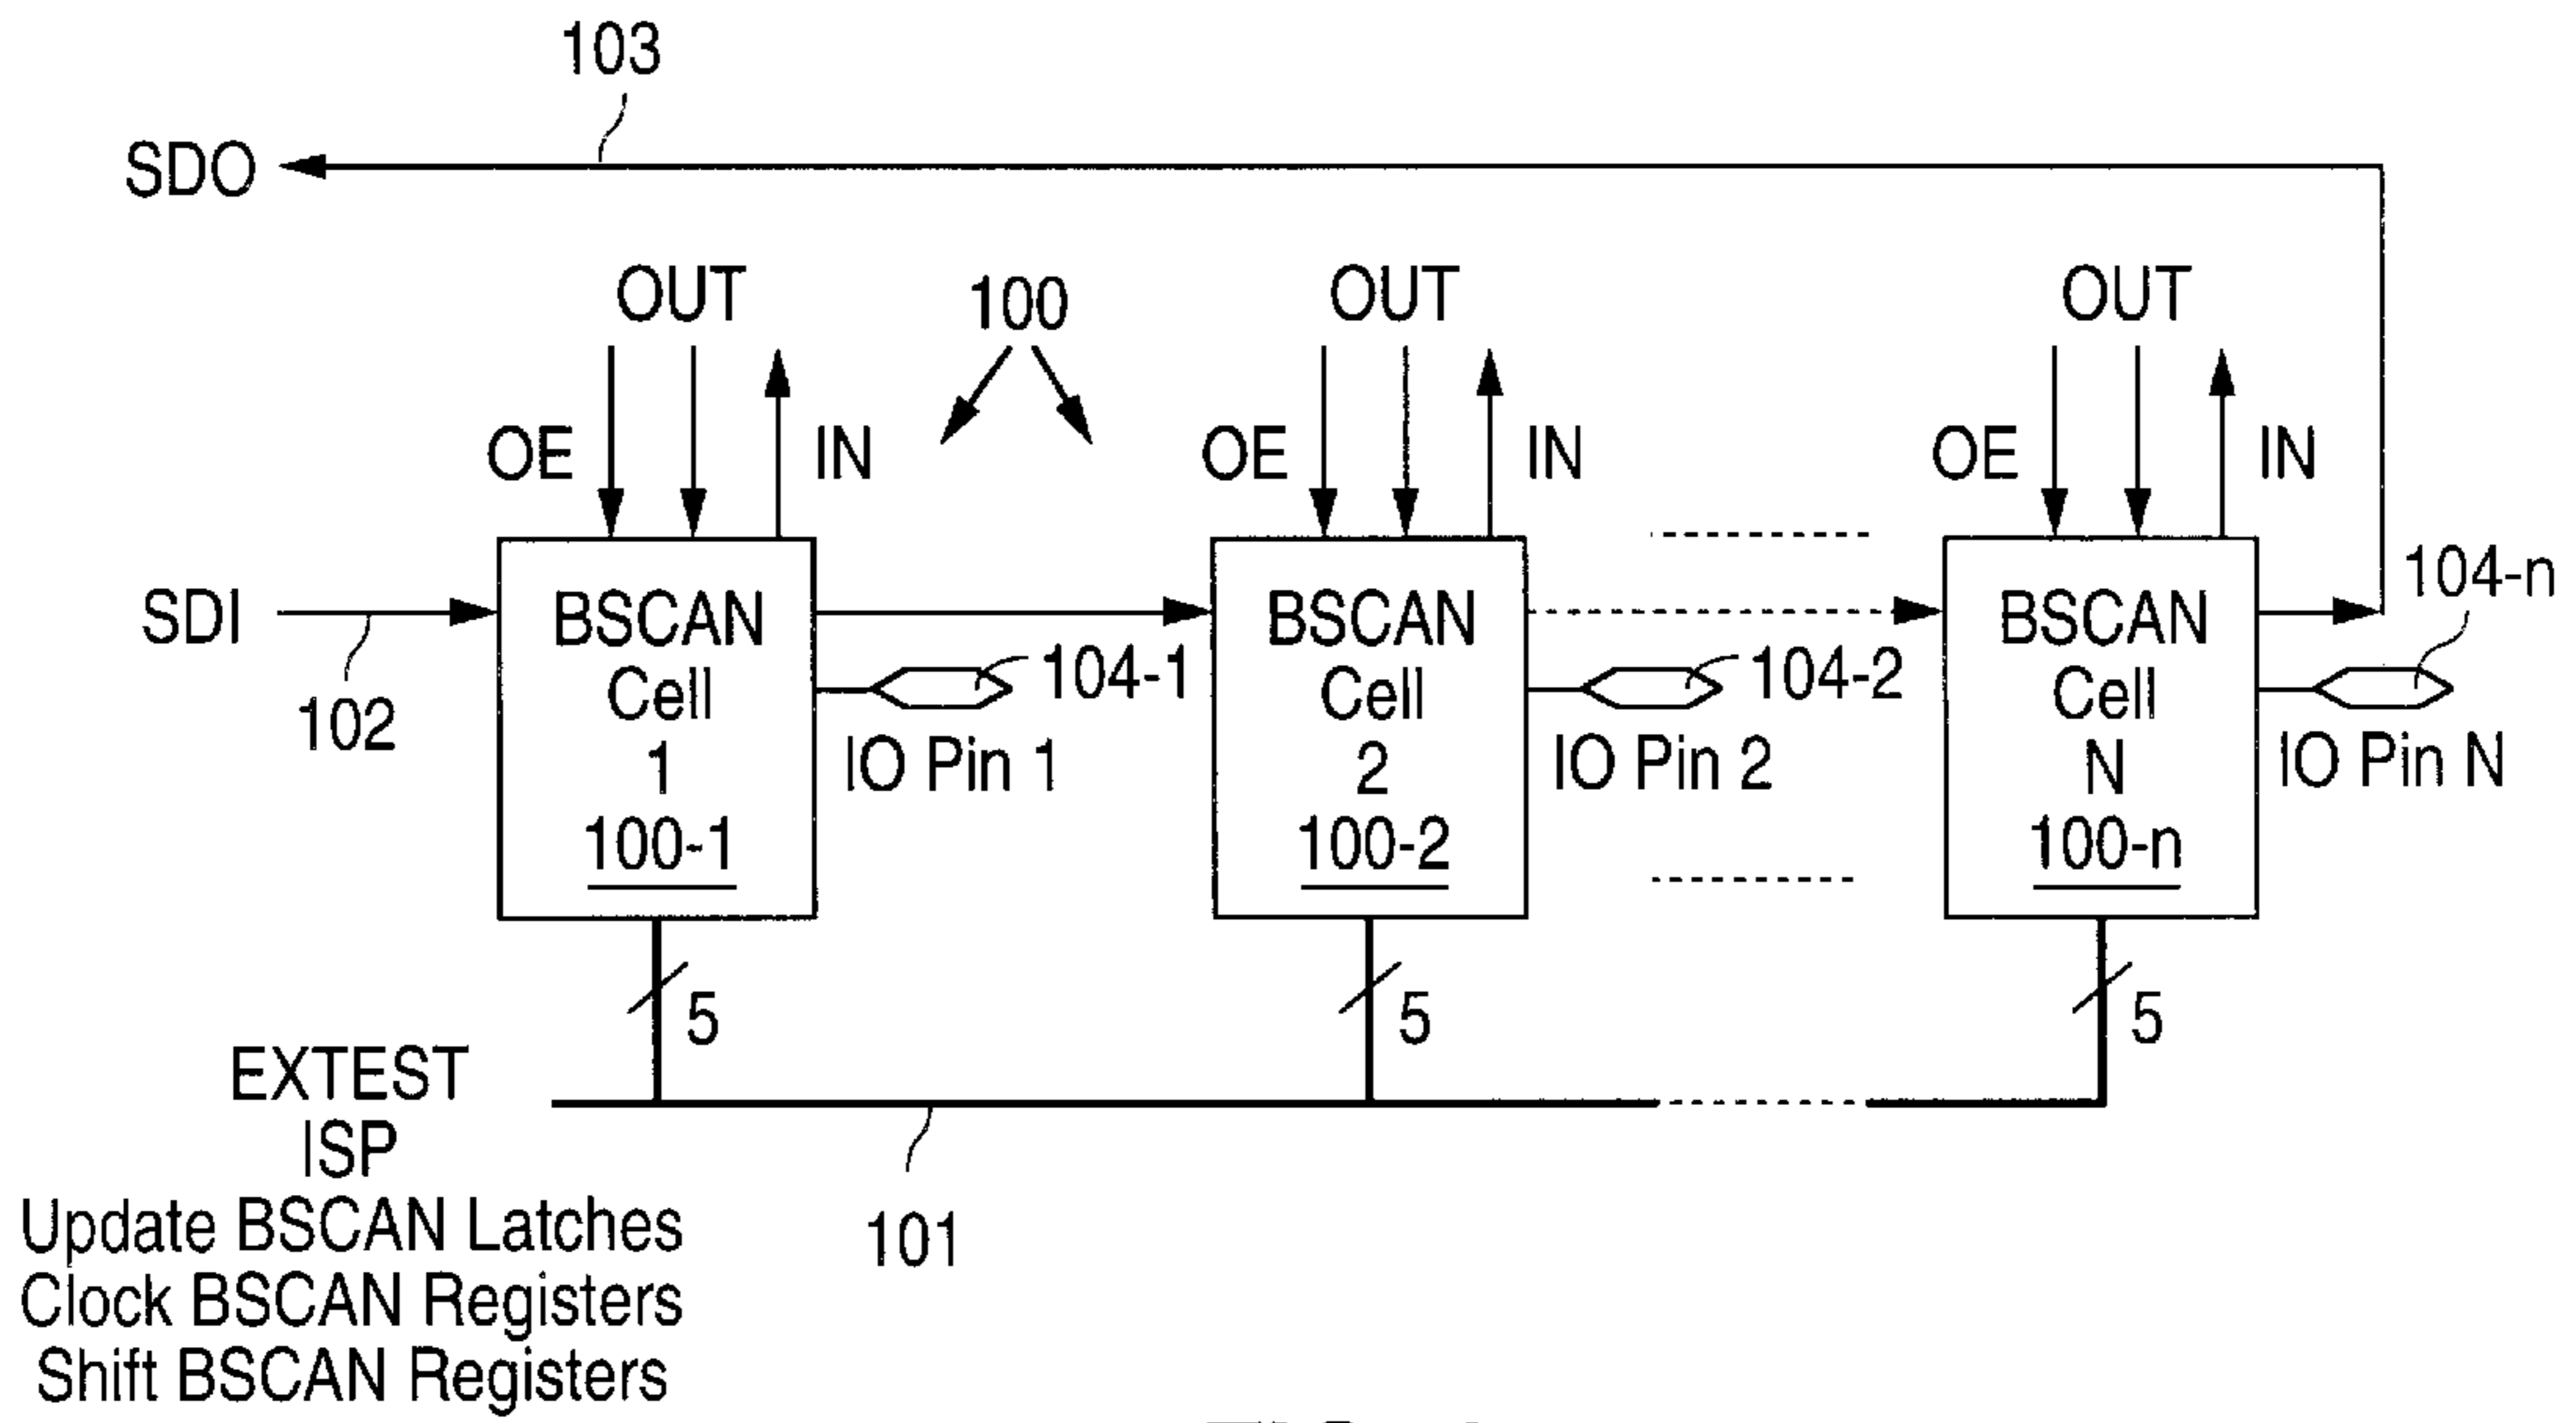 103
SDO
OUT
100
OUT
OUT
OE
IN
OE
IN
OE
IN
SDI
102
BSCAN
Cell
1
100-1
104-1
IO Pin 1
BSCAN
Cell
2
100-2
104-2
IO Pin 2
BSCAN
Cell
N
100-n
104-n
IO Pin N
5
5
5
EXTEST
ISP
Update BSCAN Latches
Clock BSCAN Registers
Shift BSCAN Registers
101